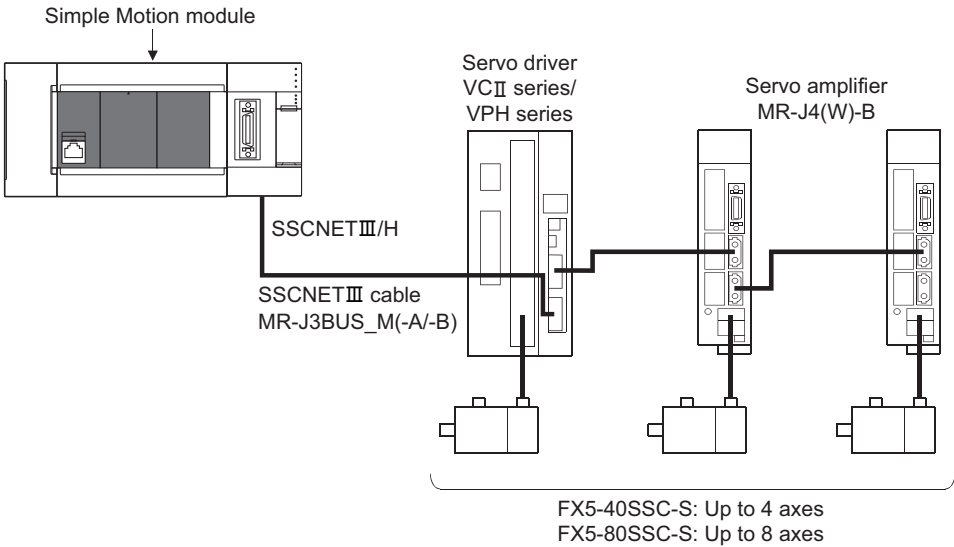 Simple Motion module
Servo driver
VCⅡ series/
VPH series
Servo amplifier
MR-J4(W)-B
SSCNETⅢ/H
SSCNETⅢ cable
MR-J3BUS_M(-A/-B)
FX5-40SSC-S: Up to 4 axes
FX5-80SSC-S: Up to 8 axes